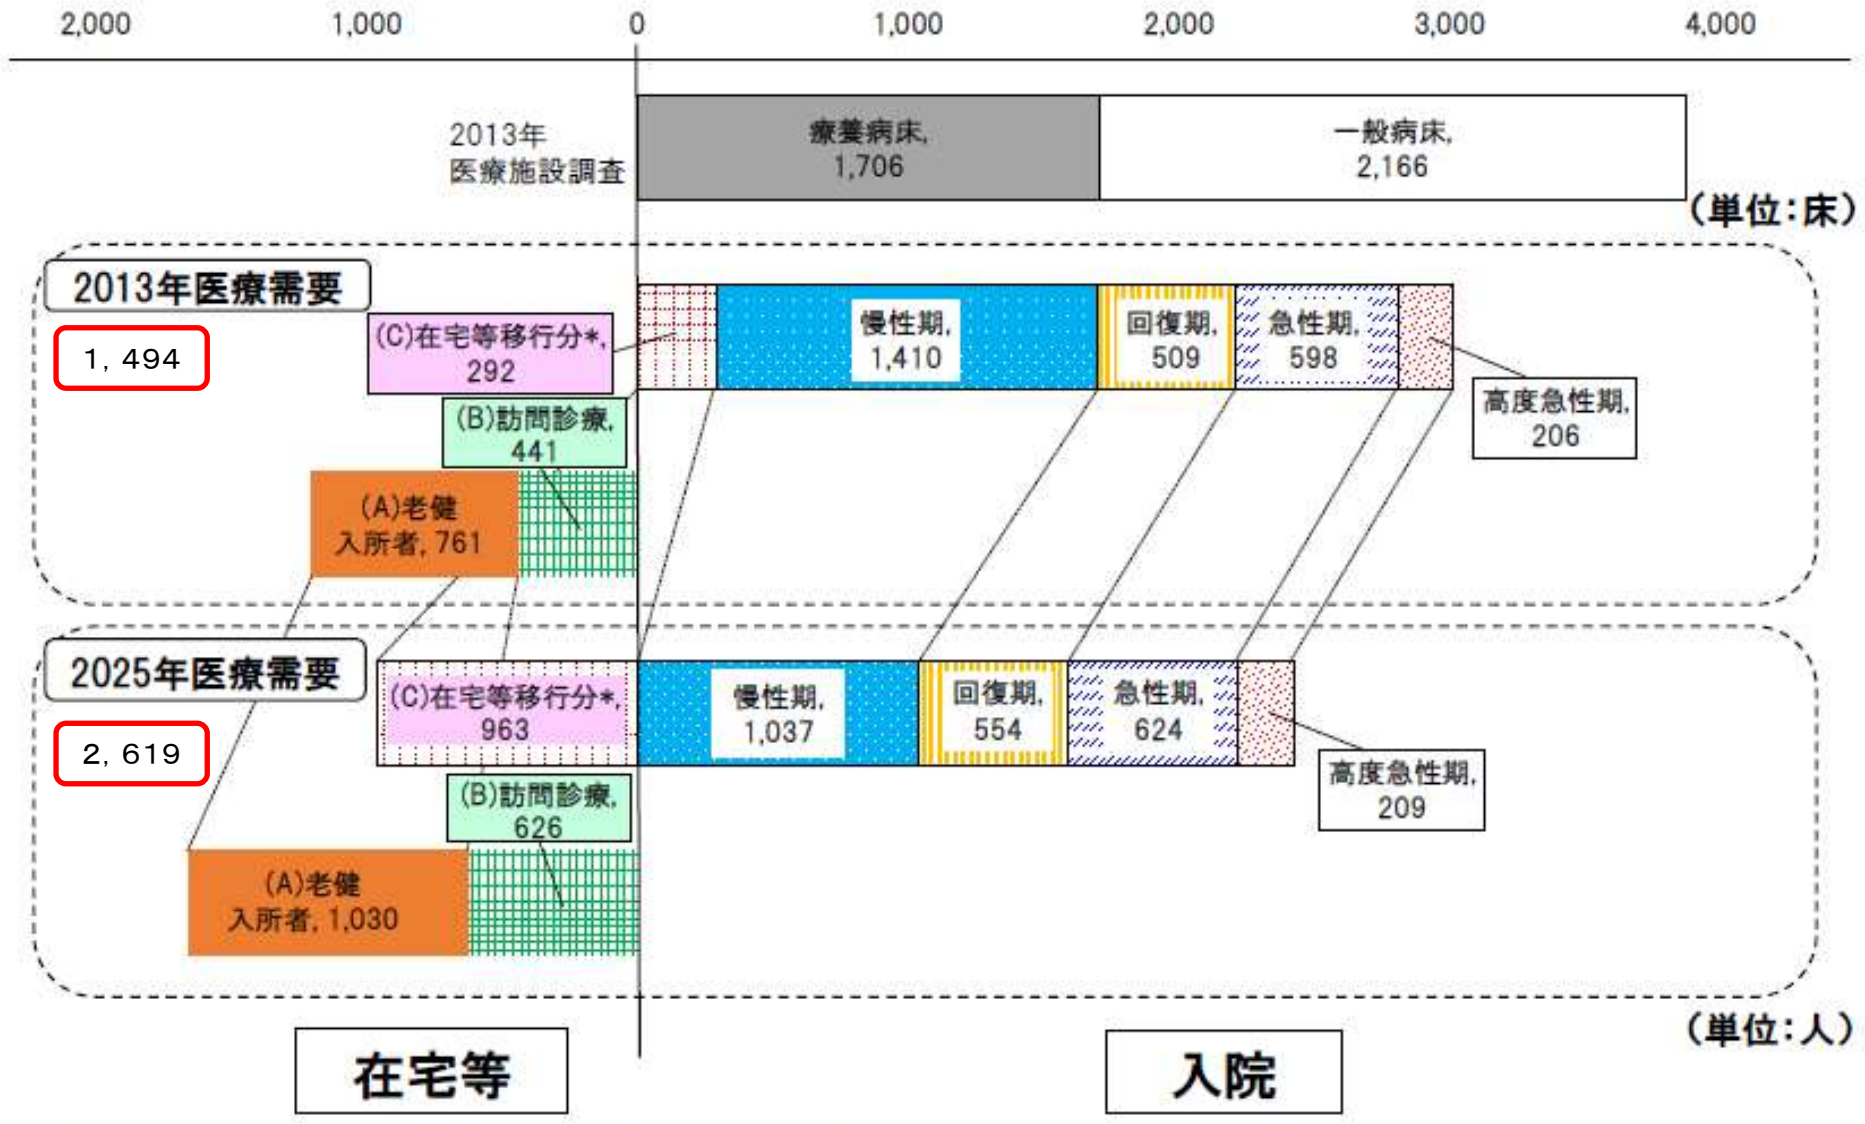 2,000 1,000 0 1,000 2,000 3,000 4,000
2013年
医療施設調査
療養病床,
1,706
一般病床,
2,166
(単位:床)
2013年医療需要
1,494
(C)在宅等移行分*,
292
慢性期,
1,410
回復期,
509
急性期,
598
高度急性期,
206
(B)訪問診療,
441
(A)老健
入所者, 761
2025年医療需要
2,619
(C)在宅等移行分*,
963
慢性期,
1,037
回復期,
554
急性期,
624
高度急性期,
209
(B)訪問診療,
626
(A)老健
入所者, 1,030
(単位:人)
在宅等
入院